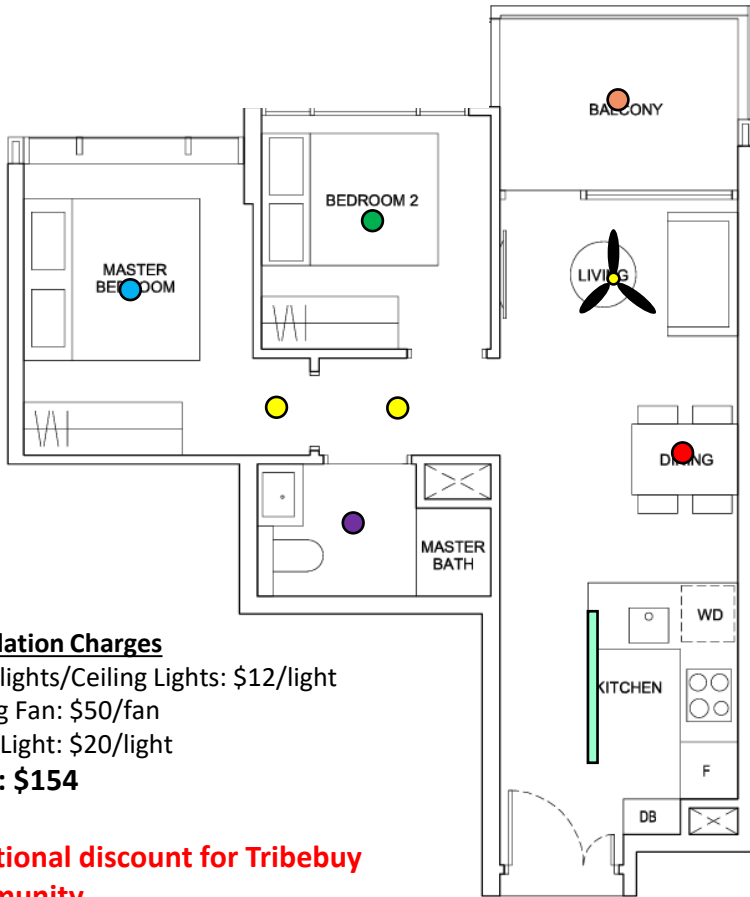 BALCONY
BEDROOM 2
MASTER
BEDROOM
LIVING
DINING
MASTER
BATH
WD
KITCHEN
F
DB
lation Charges
lights/Ceiling Lights: $12/light
g Fan: $50/fan
Light: $20/light
: $154
tional discount for Tribebuy
munity